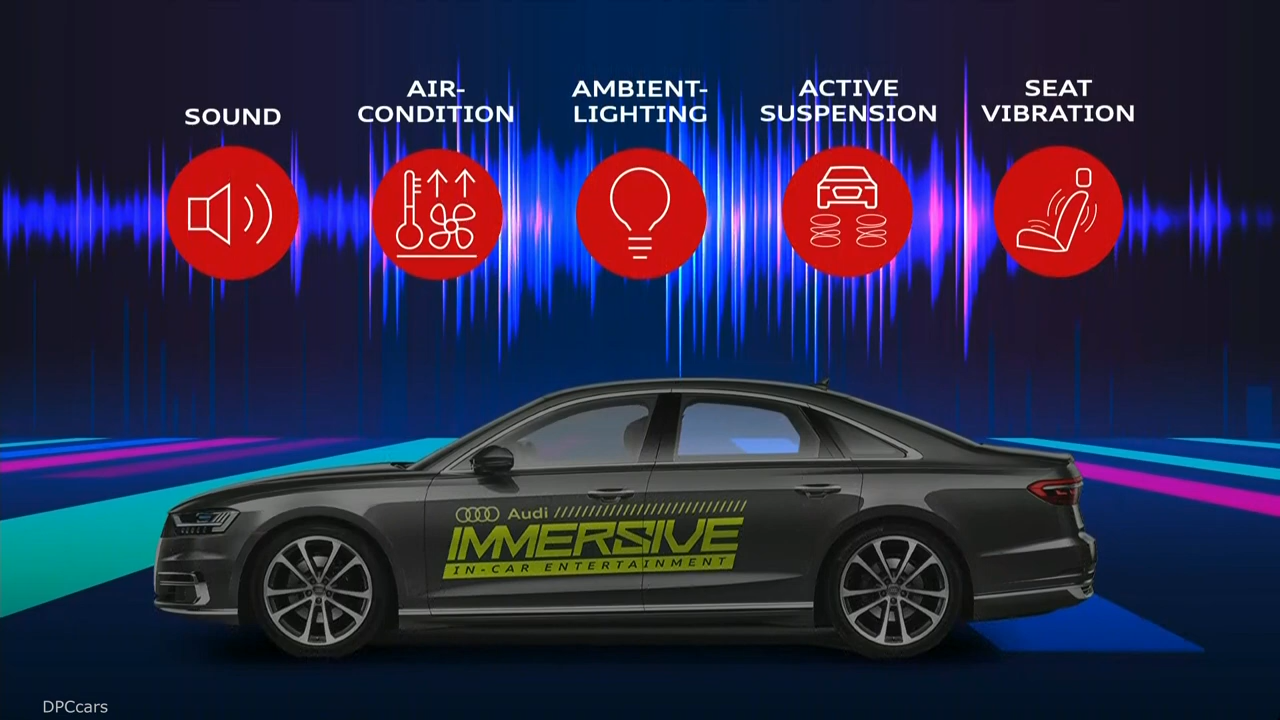 SOUND
AIR-
CONDITION
AMBIENT-
LIGHTING
ACTIVE
SUSPENSION
SEAT
VIBRATION
Audi
IMMERSIVE
IN-CAR ENTERTAINMENT
DPCcars